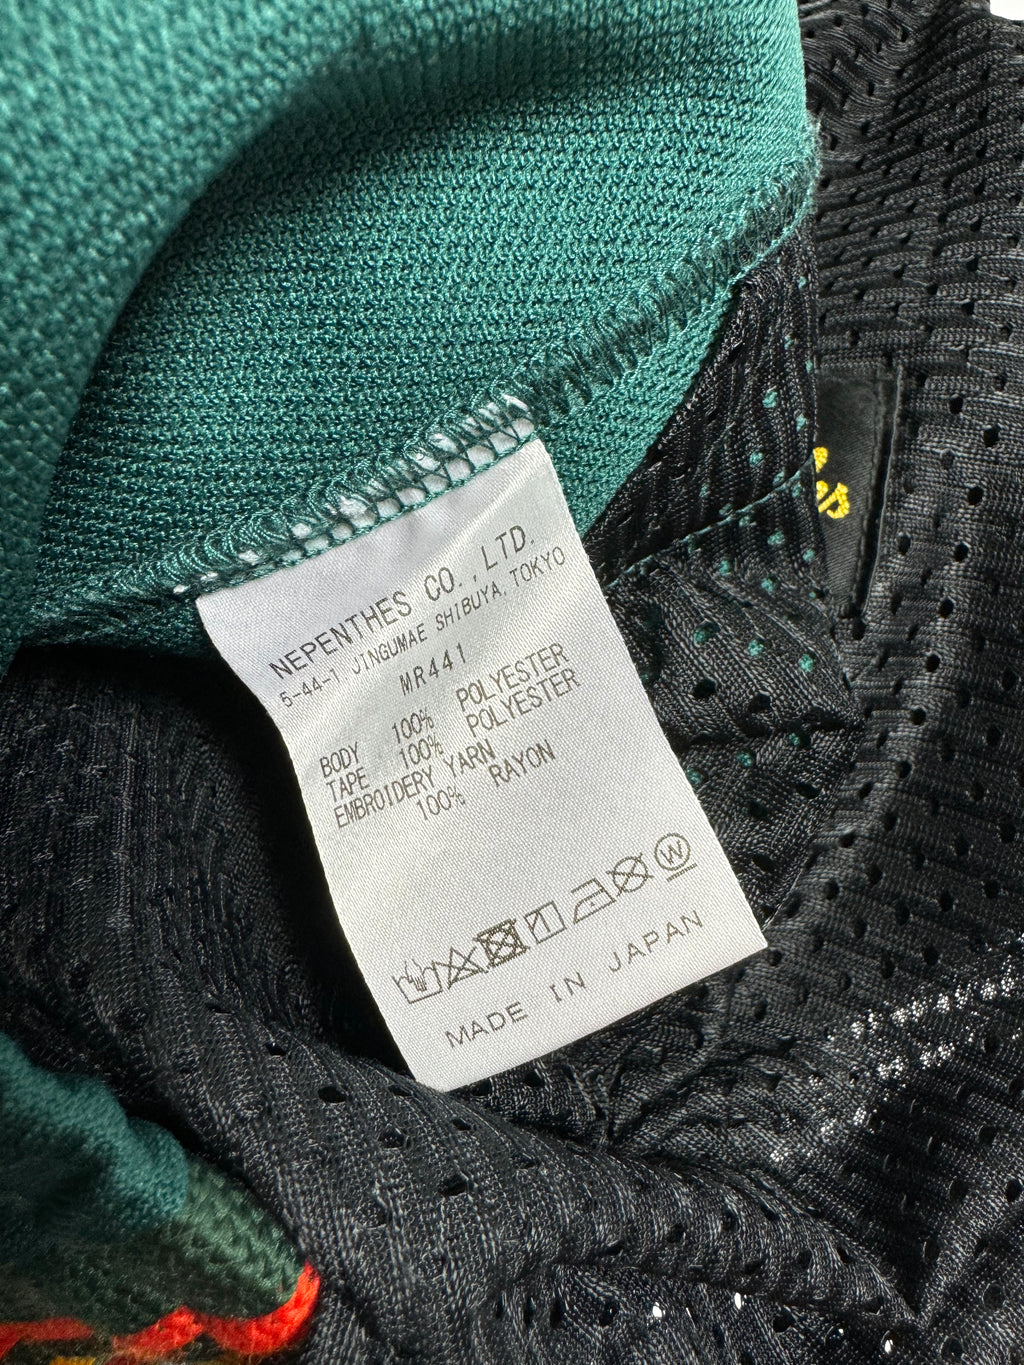 NEPENTHES CO., LTD.
5-44-1 JINGUMAE SHIBUYA, TOKYO
MR441
BODY 100% POLYESTER
TAPE 100% POLYESTER
EMBROIDERY YARN
100% RAYON
W
MADE IN JAPAN